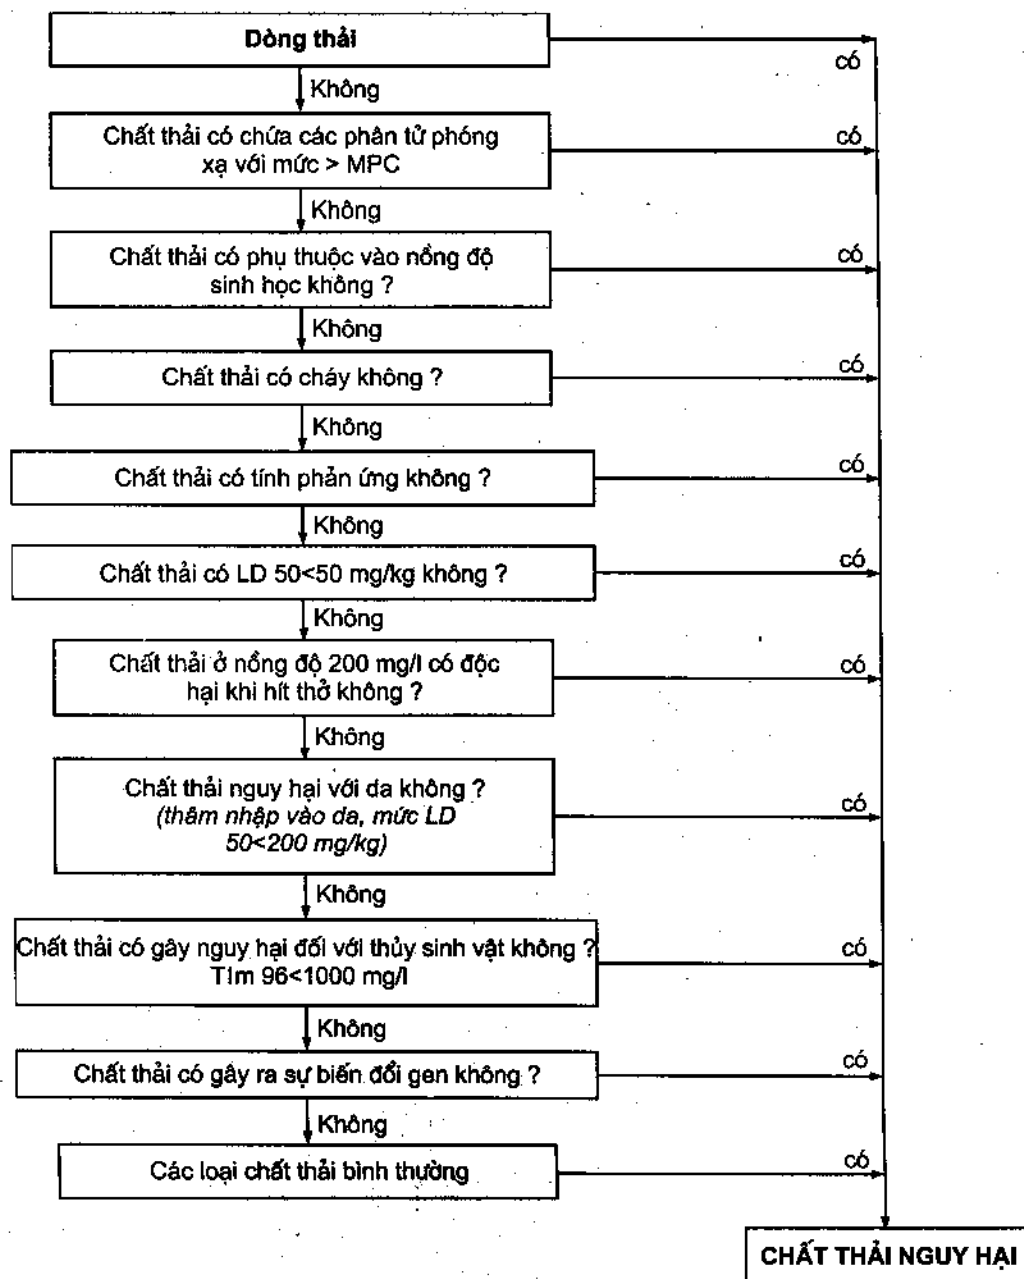 Dòng thải
có
Không
Chất thải có chứa các phân tử phóng
xạ với mức > MPC
có
Không
Chất thải có phụ thuộc vào nồng độ
sinh học không ?
có
Không
Chất thải có cháy không ?
có
Không
Chất thải có tính phản ứng không ?
có
Không
Chất thải có LD 50<50 mg/kg không ?
có
Không
Chất thải ở nồng độ 200 mg/l có độc
hại khi hít thở không ?
có
Không
Chất thải nguy hại với da không ?
(thâm nhập vào da, mức LD
50<200 mg/kg)
có
Không
Chất thải có gây nguy hại đối với thủy sinh vật không ?
Tlm 96<1000 mg/l
có
Không
Chất thải có gây ra sự biến đổi gen không ?
có
Không
Các loại chất thải bình thường
có
CHẤT THẢI NGUY HẠI